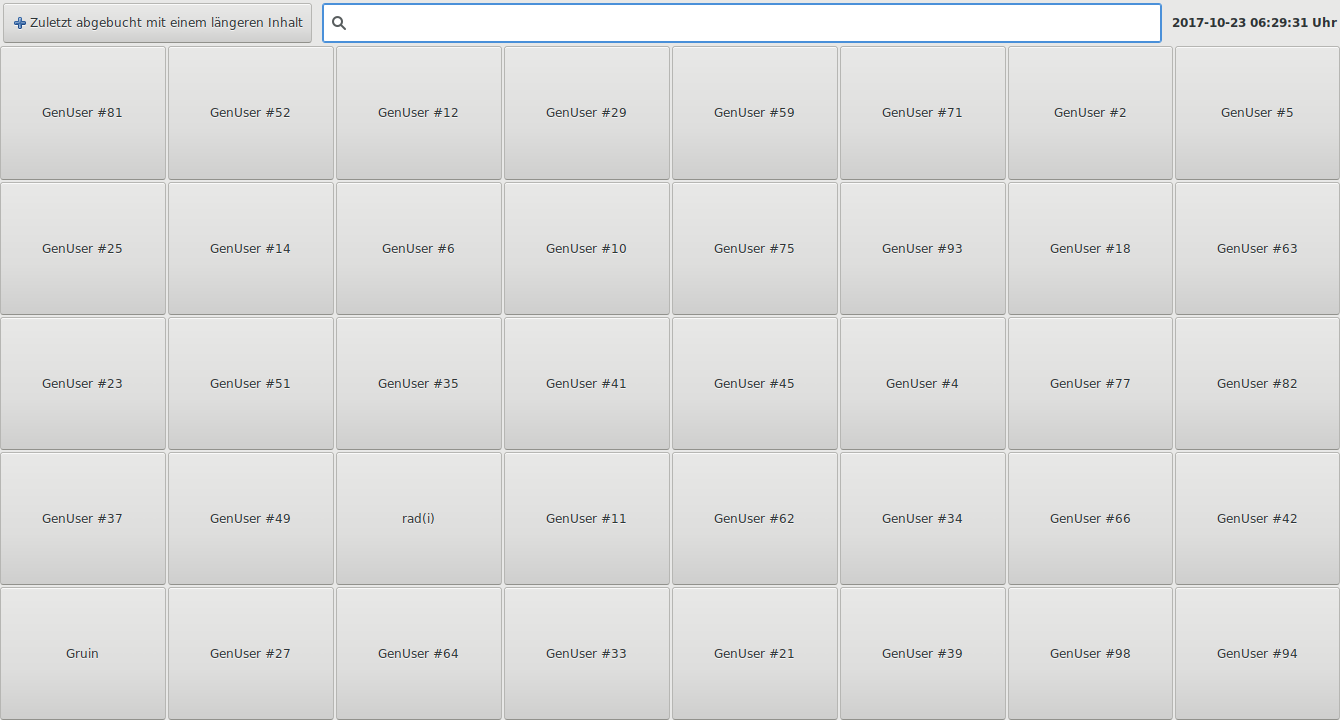 Zuletzt abgebucht mit einem längeren Inhalt 2017-10-23 06:29:31 Uhr
GenUser #81 GenUser #52 GenUser #12 GenUser #29 GenUser #59 GenUser #71 GenUser #2 GenUser #5
GenUser #25 GenUser #14 GenUser #6 GenUser #10 GenUser #75 GenUser #93 GenUser #18 GenUser #63
GenUser #23 GenUser #51 GenUser #35 GenUser #41 GenUser #45 GenUser #4 GenUser #77 GenUser #82
GenUser #37 GenUser #49 rad(i) GenUser #11 GenUser #62 GenUser #34 GenUser #66 GenUser #42
Gruin GenUser #27 GenUser #64 GenUser #33 GenUser #21 GenUser #39 GenUser #98 GenUser #94